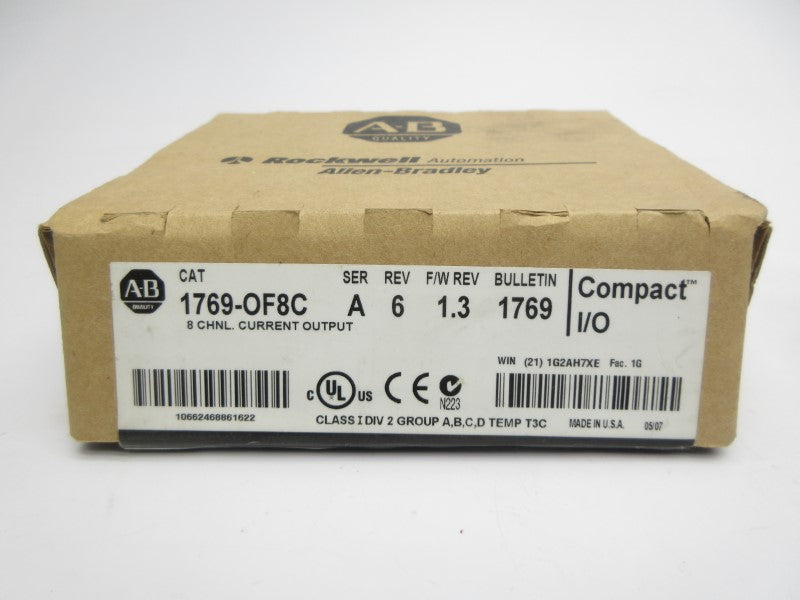 A-B
QUALITY
Rockwell Automation
Allen-Bradley
A-B
QUALITY
CAT SER REV F/W REV BULLETIN
1769-OF8C A 6 1.3 1769
8 CHNL. CURRENT OUTPUT
Compact™
I/O
WIN (21) 1G2AH7XE Fac. 1G
C UL US CE N223
10662468861622
CLASS I DIV 2 GROUP A,B,C,D TEMP T3C
MADE IN U.S.A. 05/07